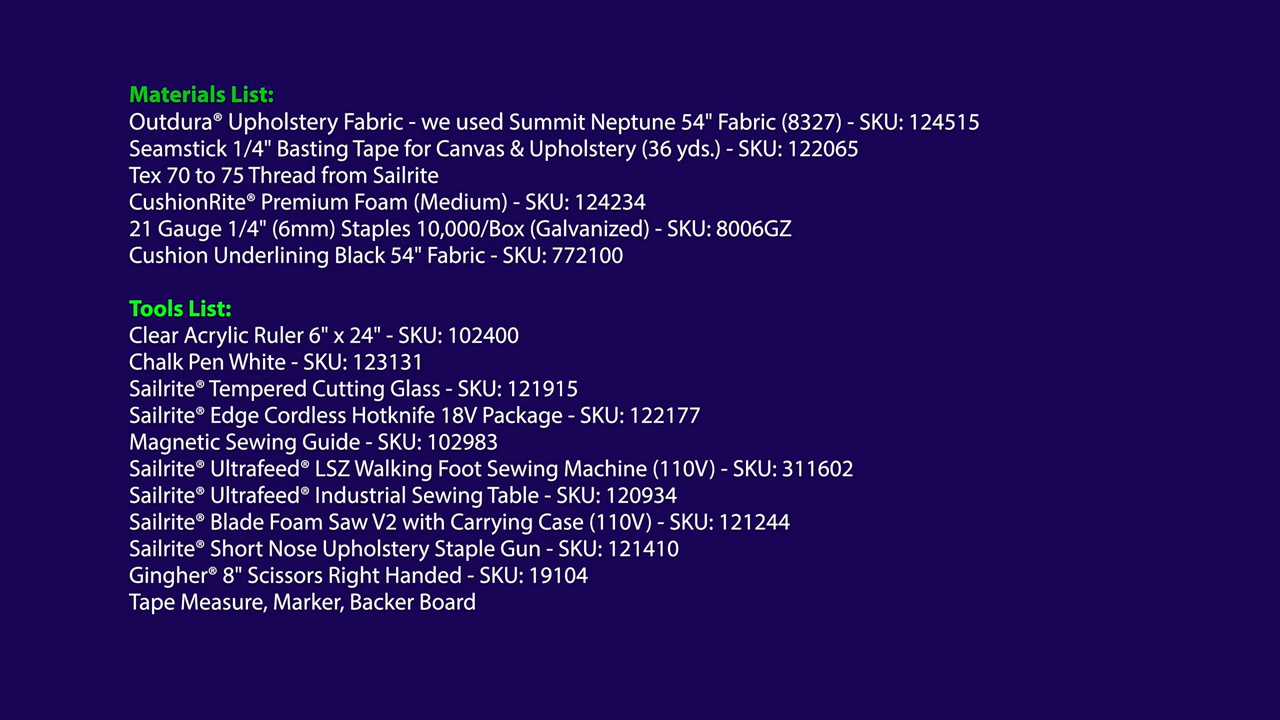 Materials List:
Outdura® Upholstery Fabric - we used Summit Neptune 54" Fabric (8327) - SKU: 124515
Seamstick 1/4" Basting Tape for Canvas & Upholstery (36 yds.) - SKU: 122065
Tex 70 to 75 Thread from Sailrite
CushionRite® Premium Foam (Medium) - SKU: 124234
21 Gauge 1/4" (6mm) Staples 10,000/Box (Galvanized) - SKU: 8006GZ
Cushion Underlining Black 54" Fabric - SKU: 772100
Tools List:
Clear Acrylic Ruler 6" x 24" - SKU: 102400
Chalk Pen White - SKU: 123131
Sailrite® Tempered Cutting Glass - SKU: 121915
Sailrite® Edge Cordless Hotknife 18V Package - SKU: 122177
Magnetic Sewing Guide - SKU: 102983
Sailrite® Ultrafeed® LSZ Walking Foot Sewing Machine (110V) - SKU: 311602
Sailrite® Ultrafeed® Industrial Sewing Table - SKU: 120934
Sailrite® Blade Foam Saw V2 with Carrying Case (110V) - SKU: 121244
Sailrite® Short Nose Upholstery Staple Gun - SKU: 121410
Gingher® 8" Scissors Right Handed - SKU: 19104
Tape Measure, Marker, Backer Board